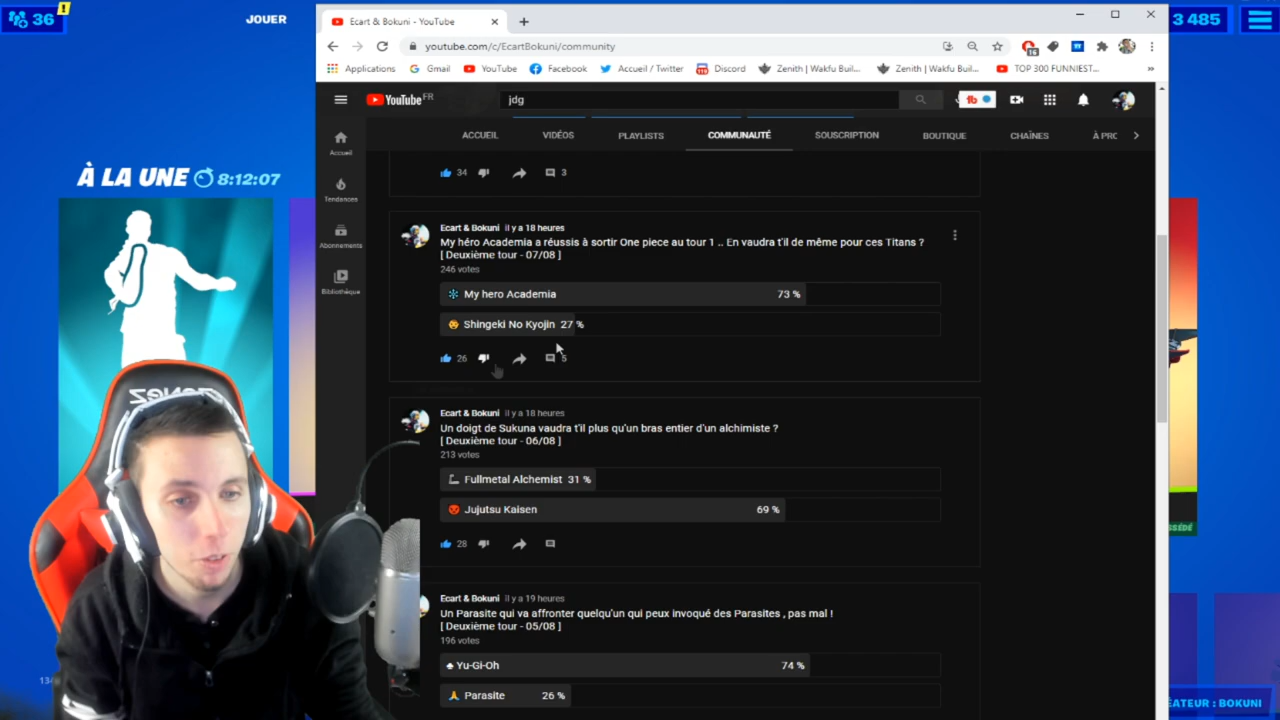 36
!
JOUER
Ecart & Bokuni - YouTube
3 485
youtube.com/c/EcartBokuni/community
Applications
Gmail
YouTube
Facebook
Accueil / Twitter
Discord
Zenith | Wakfu Buil...
Zenith | Wakfu Buil...
TOP 300 FUNNIEST...
»
YouTube FR
jdg
ACCUEIL
VIDÉOS
PLAYLISTS
COMMUNAUTÉ
SOUSCRIPTION
BOUTIQUE
CHAÎNES
À PRC
Accueil
Tendances
Abonnements
Bibliothèque
À LA UNE 8:12:07
34
3
Ecart & Bokuni il y a 18 heures
My héro Academia a réussis à sortir One piece au tour 1 .. En vaudra t'il de même pour ces Titans ?
[ Deuxième tour - 07/08 ]
246 votes
My hero Academia 73 %
Shingeki No Kyojin 27 %
26
5
Ecart & Bokuni il y a 18 heures
Un doigt de Sukuna vaudra t'il plus qu'un bras entier d'un alchimiste ?
[ Deuxième tour - 06/08 ]
213 votes
Fullmetal Alchemist 31 %
Jujutsu Kaisen 69 %
28
Ecart & Bokuni il y a 19 heures
Un Parasite qui va affronter quelqu'un qui peux invoqué des Parasites , pas mal !
[ Deuxième tour - 05/08 ]
196 votes
Yu-Gi-Oh 74 %
Parasite 26 %
ÉATEUR : BOKUNI